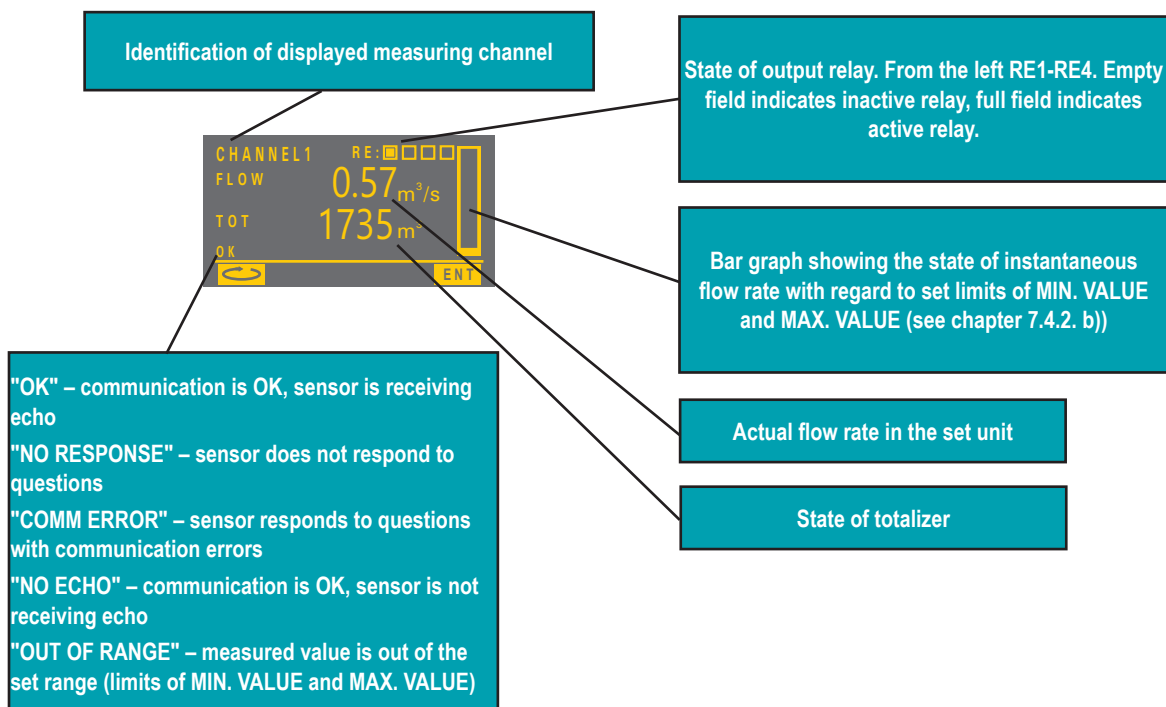 Identification of displayed measuring channel
State of output relay. From the left RE1-RE4. Empty
field indicates inactive relay, full field indicates
active relay.
CHANNEL1 RE:
FLOW 0.57 m³/s
TOT 1735 m³
OK
ENT
Bar graph showing the state of instantaneous
flow rate with regard to set limits of MIN. VALUE
and MAX. VALUE (see chapter 7.4.2. b))
Actual flow rate in the set unit
State of totalizer
"OK" – communication is OK, sensor is receiving
echo
"NO RESPONSE" – sensor does not respond to
questions
"COMM ERROR" – sensor responds to questions
with communication errors
"NO ECHO" – communication is OK, sensor is not
receiving echo
"OUT OF RANGE" – measured value is out of the
set range (limits of MIN. VALUE and MAX. VALUE)